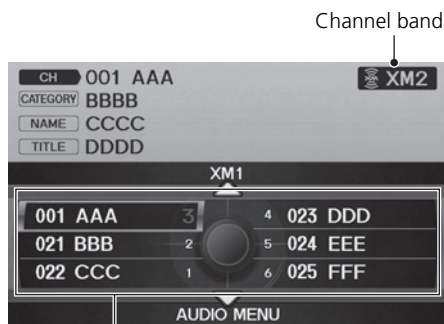 Channel band
CH 001 AAA
XM2
CATEGORY BBBB
NAME CCCC
TITLE DDDD
XM1
001 AAA 3 4 023 DDD
021 BBB 2 5 024 EEE
022 CCC 1 6 025 FFF
AUDIO MENU